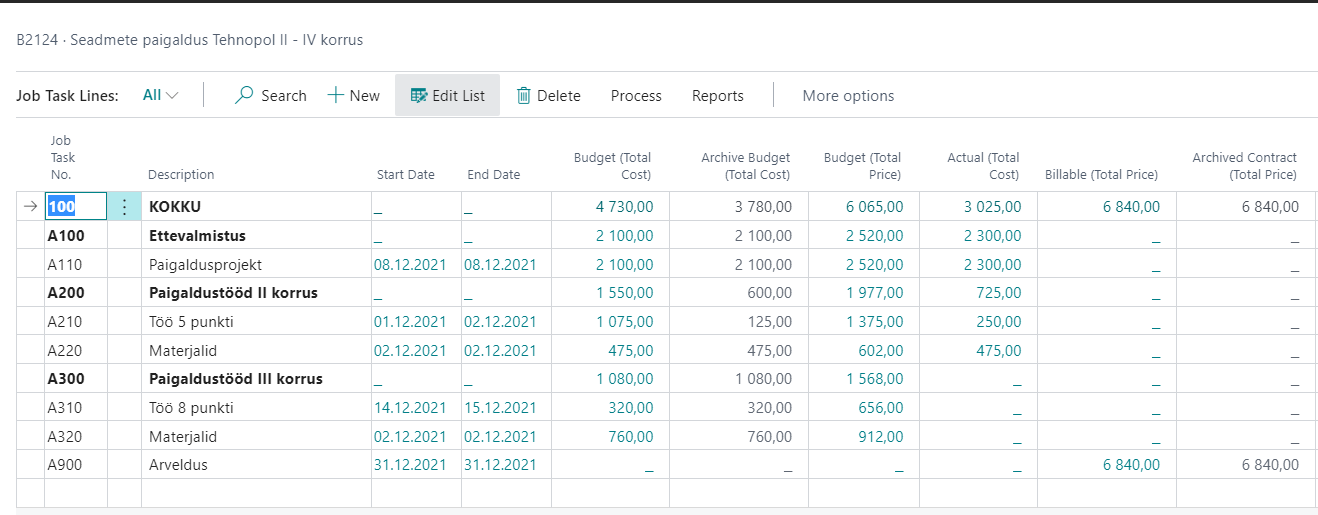 B2124 · Seadmete paigaldus Tehnopol II - IV korrus
Job Task Lines: All Search New Edit List Delete Process Reports More options
Job Task No. Description Start Date End Date Budget (Total Cost) Archive Budget (Total Cost) Budget (Total Price) Actual (Total Cost) Billable (Total Price) Archived Contract (Total Price)
100 KOKKU _ _ 4 730,00 3 780,00 6 065,00 3 025,00 6 840,00 6 840,00
A100 Ettevalmistus _ _ 2 100,00 2 100,00 2 520,00 2 300,00 _ _
A110 Paigaldusprojekt 08.12.2021 08.12.2021 2 100,00 2 100,00 2 520,00 2 300,00 _ _
A200 Paigaldustööd II korrus _ _ 1 550,00 600,00 1 977,00 725,00 _ _
A210 Töö 5 punkti 01.12.2021 02.12.2021 1 075,00 125,00 1 375,00 250,00 _ _
A220 Materjalid 02.12.2021 02.12.2021 475,00 475,00 602,00 475,00 _ _
A300 Paigaldustööd III korrus _ _ 1 080,00 1 080,00 1 568,00 _ _ _
A310 Töö 8 punkti 14.12.2021 15.12.2021 320,00 320,00 656,00 _ _ _
A320 Materjalid 02.12.2021 02.12.2021 760,00 760,00 912,00 _ _ _
A900 Arveldus 31.12.2021 31.12.2021 _ _ _ _ 6 840,00 6 840,00